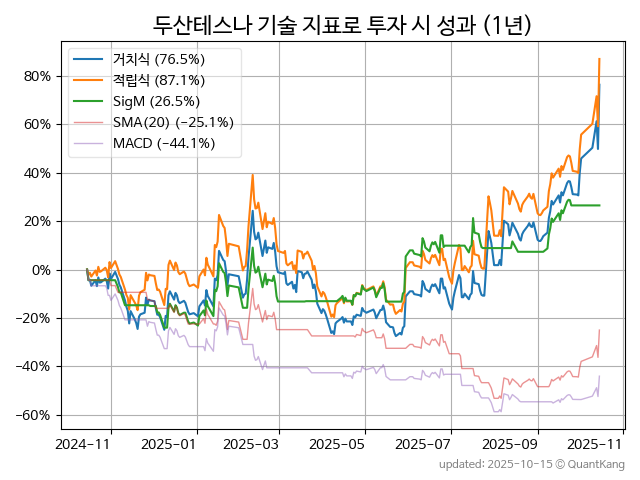 두산테스나 기술 지표로 투자 시 성과 (1년)
거치식 (76.5%)
적립식 (87.1%)
SigM (26.5%)
SMA(20) (-25.1%)
MACD (-44.1%)
80%
60%
40%
20%
0%
-20%
-40%
-60%
2024-11 2025-01 2025-03 2025-05 2025-07 2025-09 2025-11
updated: 2025-10-15 © QuantKang